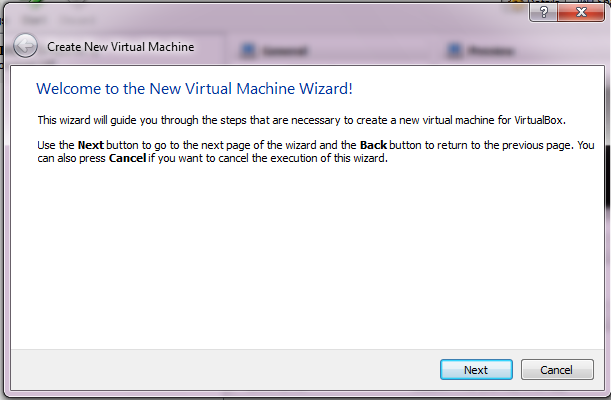 Create New Virtual Machine
Welcome to the New Virtual Machine Wizard!
This wizard will guide you through the steps that are necessary to create a new virtual machine for VirtualBox.
Use the Next button to go to the next page of the wizard and the Back button to return to the previous page. You
can also press Cancel if you want to cancel the execution of this wizard.
Next
Cancel